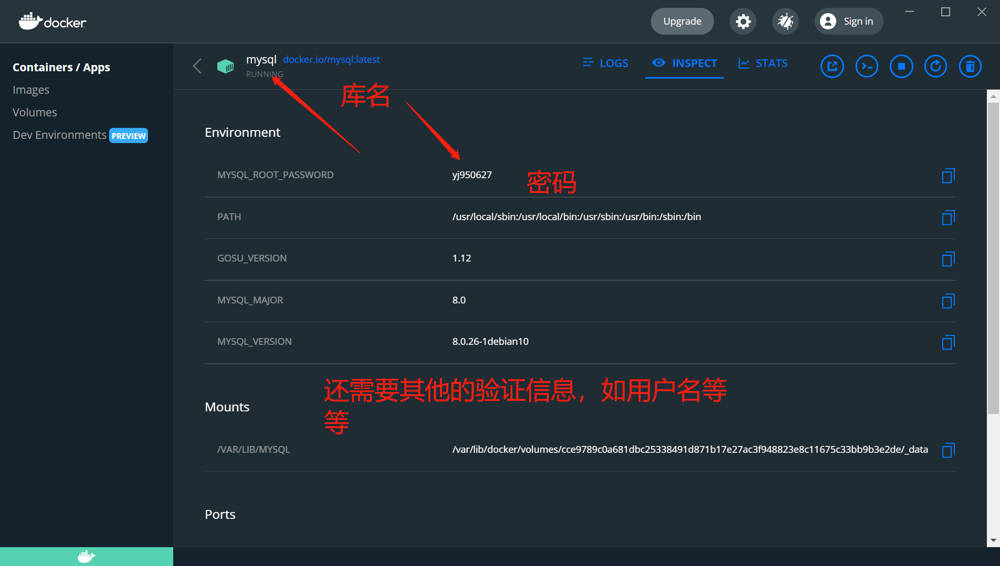 docker
Upgrade
Sign in
Containers / Apps
Images
Volumes
Dev Environments PREVIEW
mysql docker.io/mysql:latest
RUNNING
LOGS
INSPECT
STATS
库名
Environment
MYSQL_ROOT_PASSWORD yj950627
密码
PATH /usr/local/sbin:/usr/local/bin:/usr/sbin:/usr/bin:/sbin:/bin
GOSU_VERSION 1.12
MYSQL_MAJOR 8.0
MYSQL_VERSION 8.0.26-1debian10
还需要其他的验证信息，如用户名等
等
Mounts
/VAR/LIB/MYSQL /var/lib/docker/volumes/cce9789c0a681dbc25338491d871b17e27ac3f948823e8c11675c33bb9b3e2de/_data
Ports